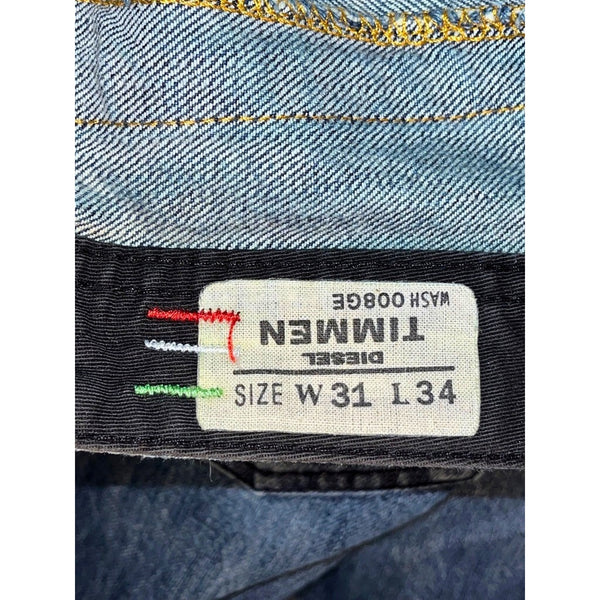 DIESEL
TIMMEN
WASH 008GE
SIZE W 31 L 34